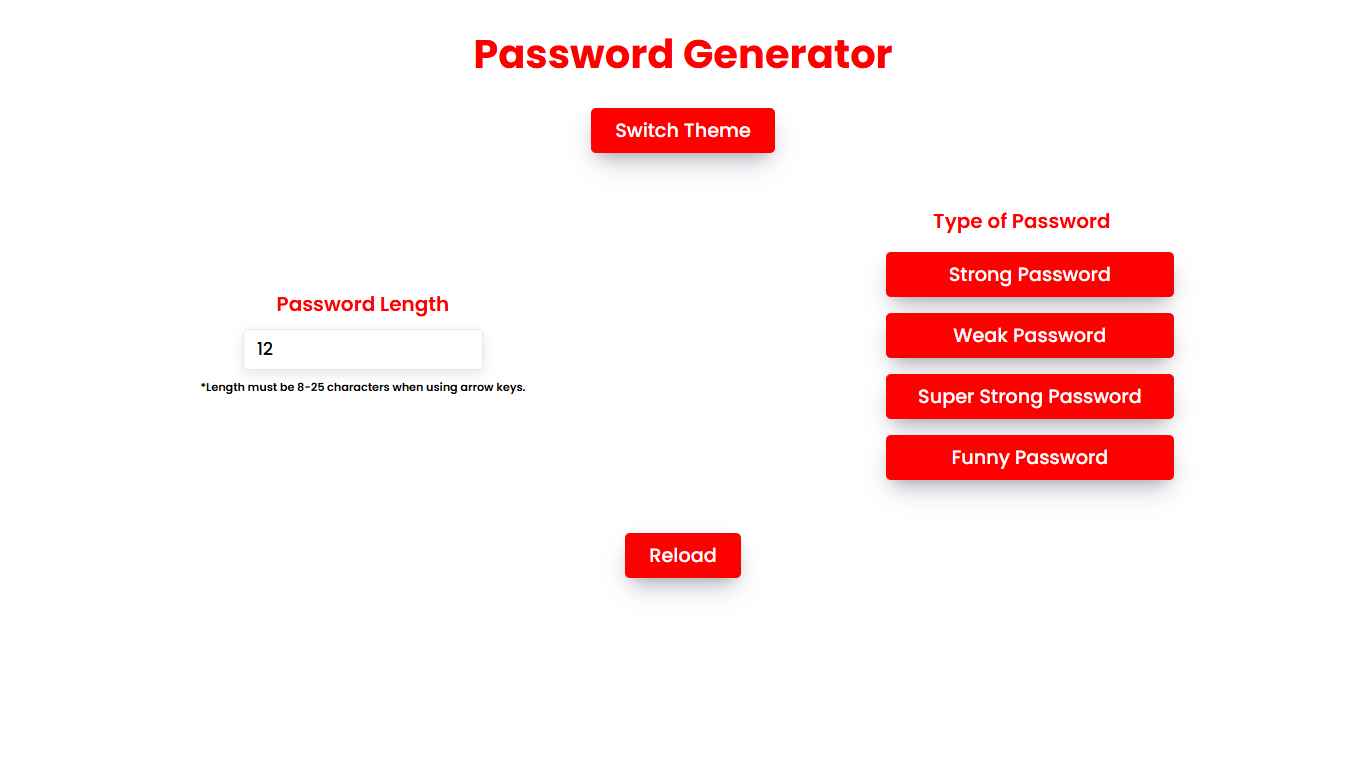 Password Generator
Switch Theme
Password Length
12
*Length must be 8-25 characters when using arrow keys.
Type of Password
Strong Password
Weak Password
Super Strong Password
Funny Password
Reload